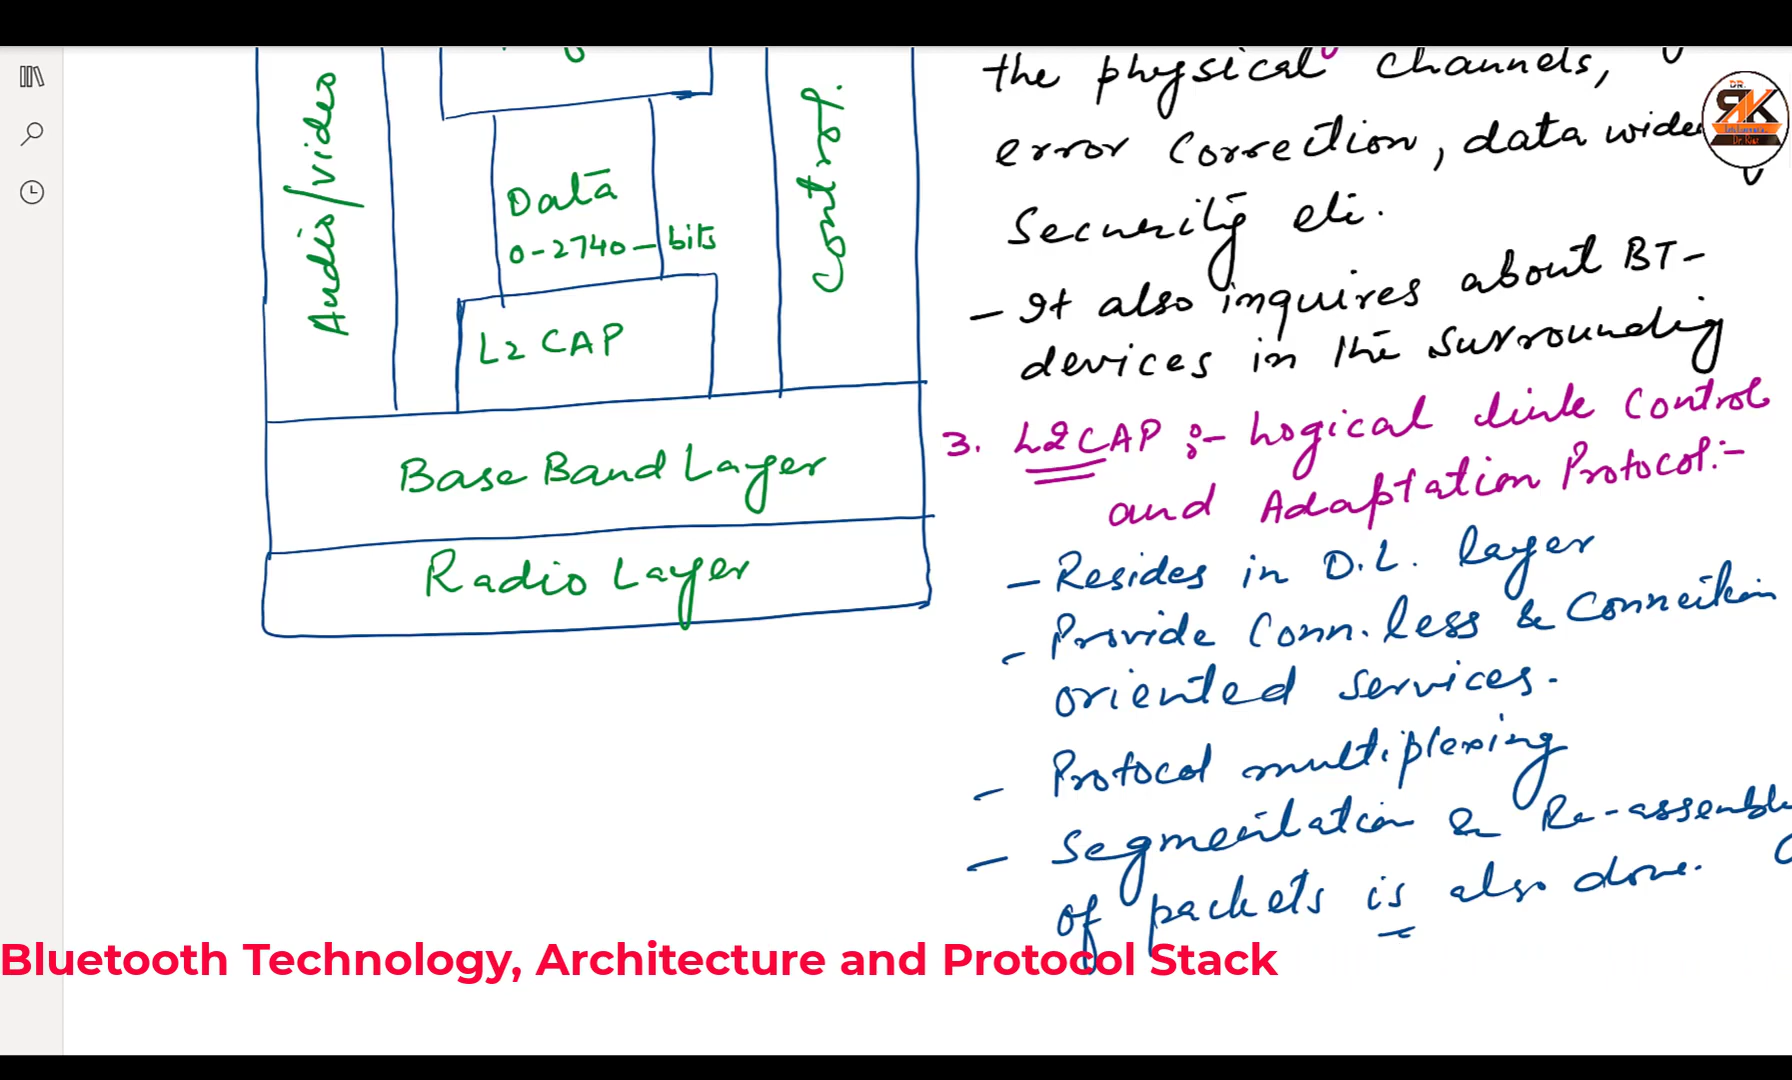 Audio/video
Data
0-2740-bits
L2 CAP
Control.
Base Band Layer
Radio Layer
the physical channels,
error correction, data wide
Security etc.
- It also inquires about BT-
devices in the surrounding
3. L2CAP :- Logical link Control
and Adaptation Protocol:-
- Resides in D.L. layer
- Provide Conn. less & Connection
oriented services.
- Protocol multiplexing
- Segmentation & Re-assembly
of packets is also done.
DR.
RK
Bluetooth Technology, Architecture and Protocol Stack